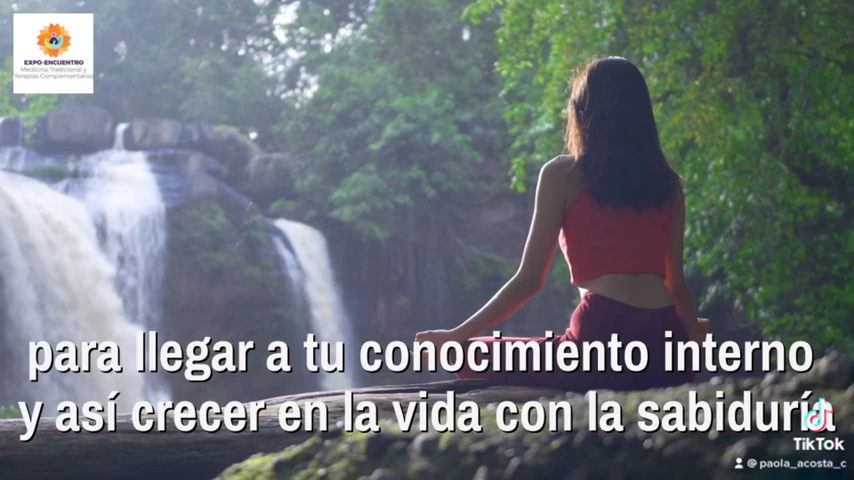 EXPO-ENCUENTRO
Medicina Tradicional y
Terapias Complementarias
para llegar a tu conocimiento interno
y así crecer en la vida con la sabiduría
TikTok
@paola_acosta_c